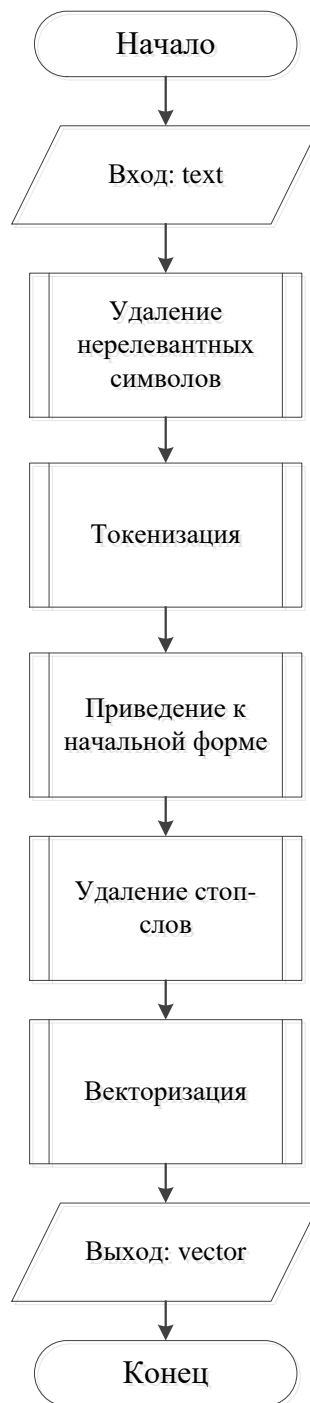 Начало
Вход: text
Удаление
нерелевантных
символов
Токенизация
Приведение к
начальной форме
Удаление стоп-
слов
Векторизация
Выход: vector
Конец